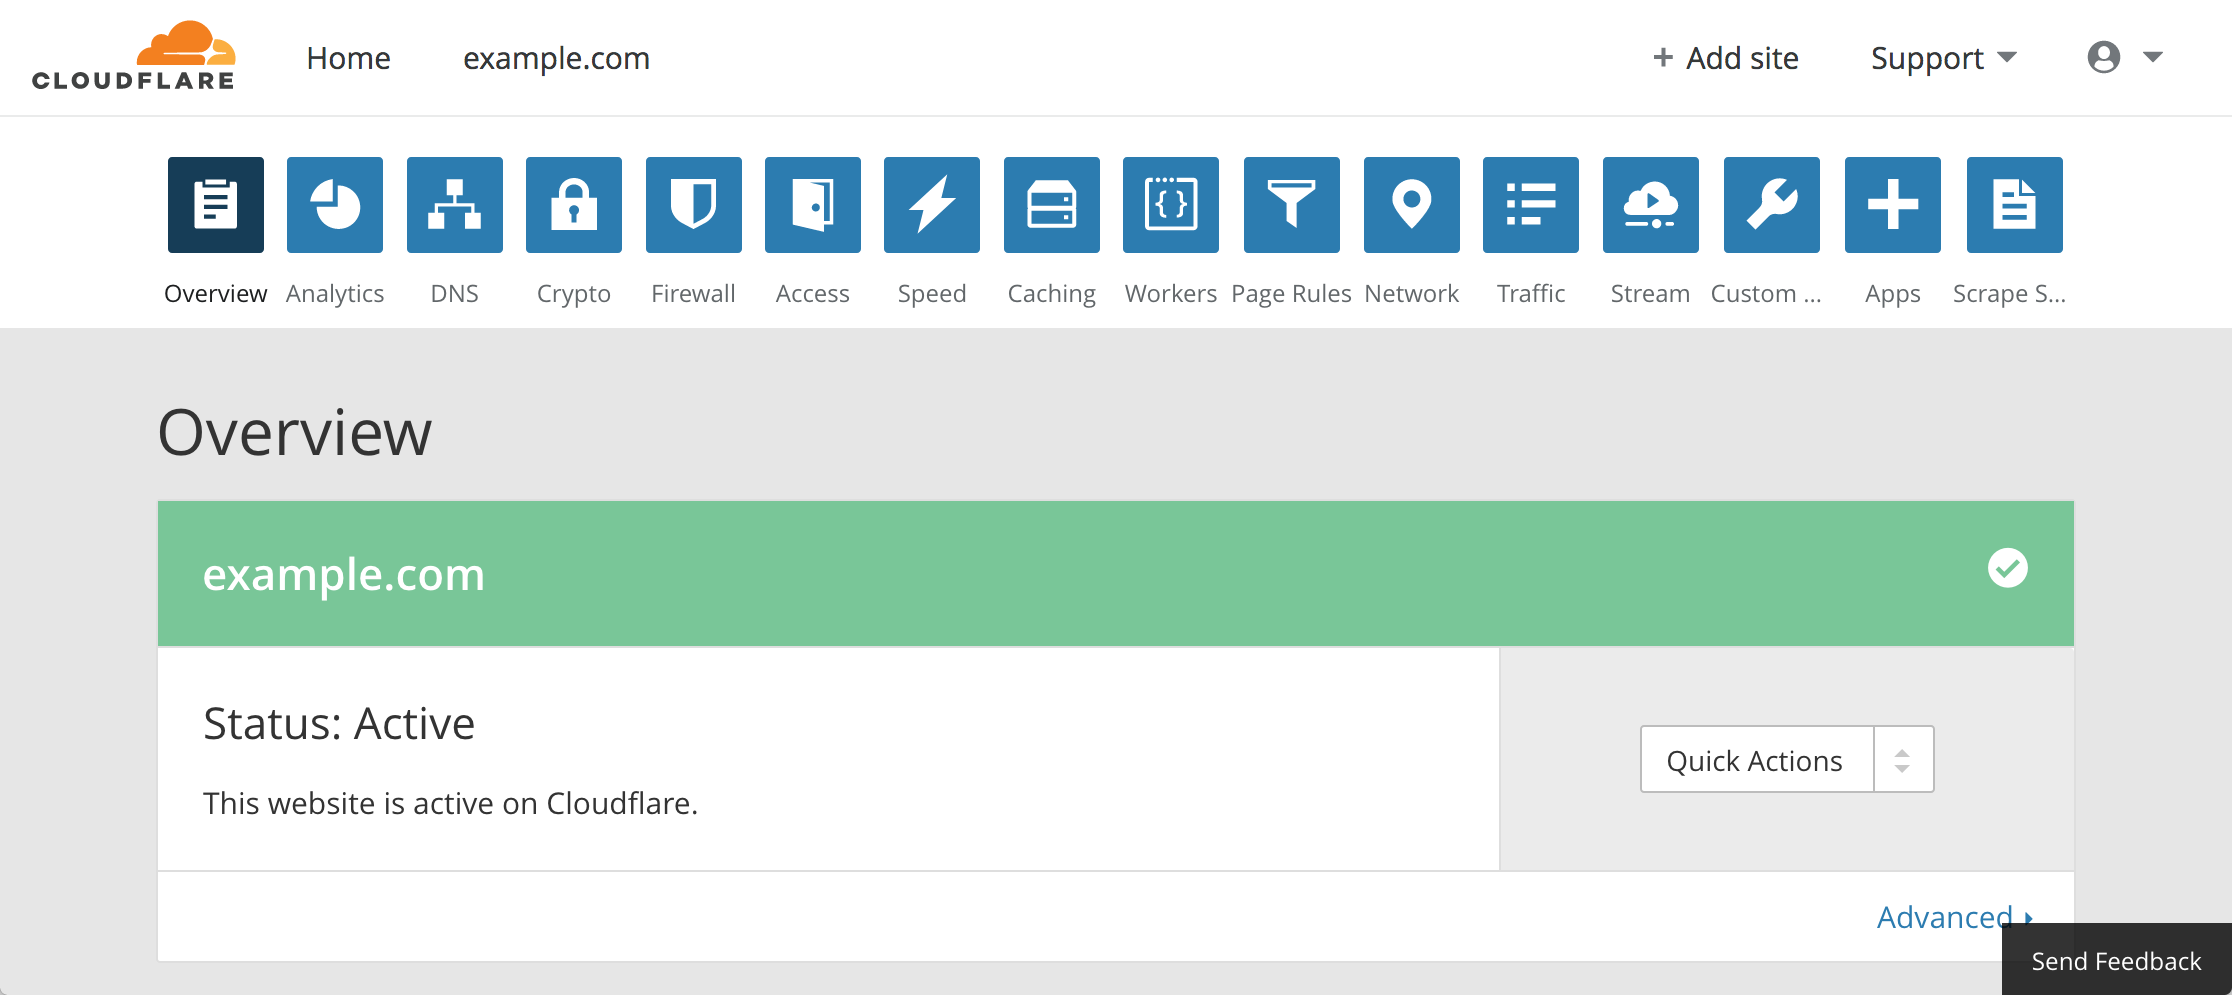 CLOUDFLARE
Home example.com + Add site Support
Overview Analytics DNS Crypto Firewall Access Speed Caching Workers Page Rules Network Traffic Stream Custom ... Apps Scrape S...
Overview
example.com
Status: Active
Quick Actions
This website is active on Cloudflare.
Advanced
Send Feedback